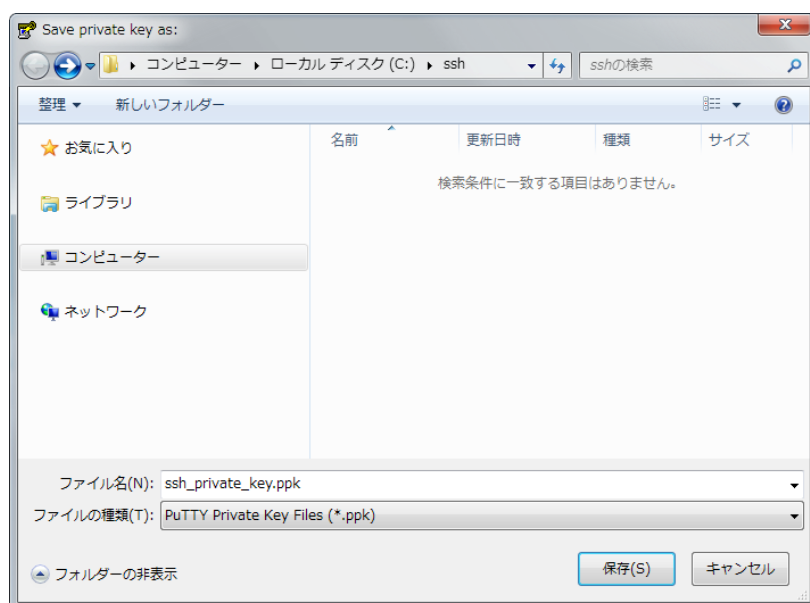 Save private key as:
コンピューター ▸ ローカル ディスク (C:) ▸ ssh
sshの検索
整理 ▼ 新しいフォルダー
お気に入り
ライブラリ
コンピューター
ネットワーク
名前 更新日時 種類 サイズ
検索条件に一致する項目はありません。
ファイル名(N): ssh_private_key.ppk
ファイルの種類(T): PuTTY Private Key Files (*.ppk)
フォルダーの非表示
保存(S) キャンセル